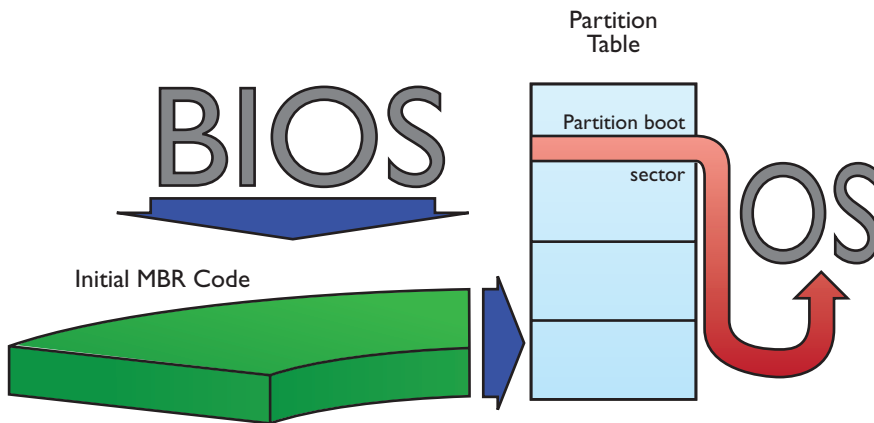 Partition
Table
BIOS
Partition boot
sector
OS
Initial MBR Code